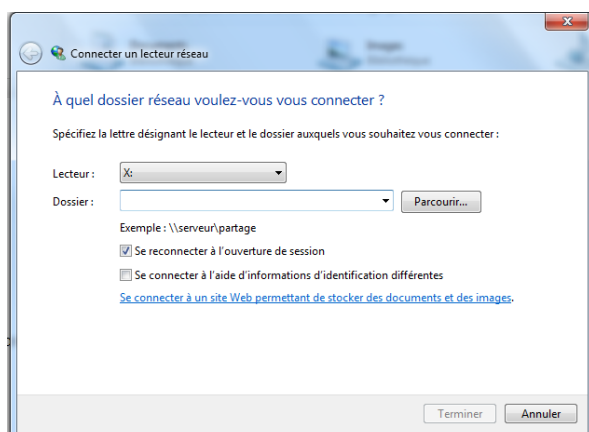 Connecter un lecteur réseau
À quel dossier réseau voulez-vous vous connecter ?
Spécifiez la lettre désignant le lecteur et le dossier auxquels vous souhaitez vous connecter :
Lecteur : X:
Dossier : Parcourir...
Exemple : \\serveur\partage
Se reconnecter à l'ouverture de session
Se connecter à l'aide d'informations d'identification différentes
Se connecter à un site Web permettant de stocker des documents et des images.
Terminer Annuler